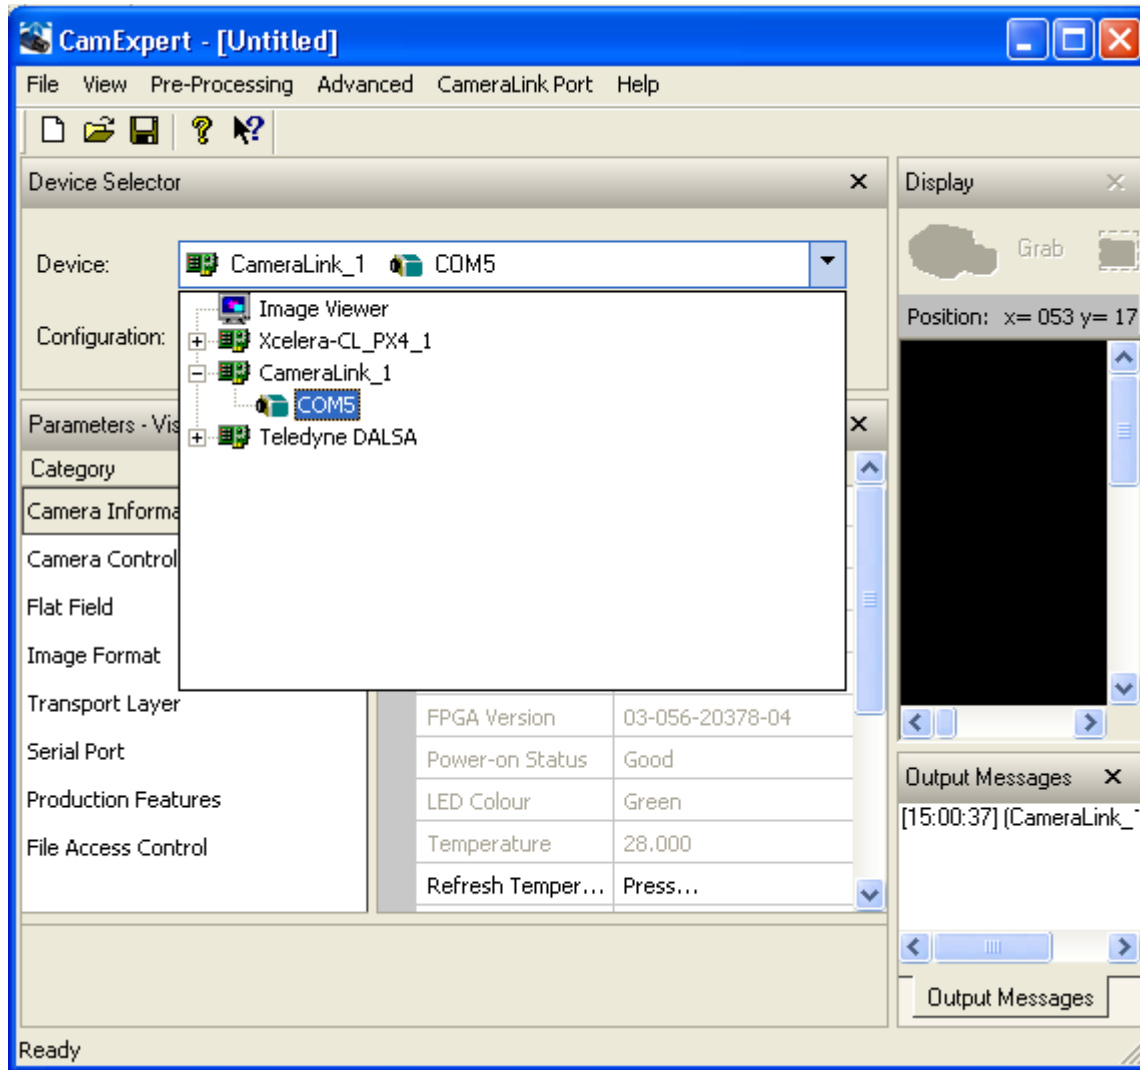 CamExpert - [Untitled]
File View Pre-Processing Advanced CameraLink Port Help
Device Selector
Device:
CameraLink_1 COM5
Configuration:
Image Viewer
Xcelera-CL_PX4_1
CameraLink_1
COM5
Teledyne DALSA
Parameters - Vis
Category
Camera Informa
Camera Control
Flat Field
Image Format
Transport Layer
Serial Port
Production Features
File Access Control
FPGA Version 03-056-20378-04
Power-on Status Good
LED Colour Green
Temperature 28.000
Refresh Temper... Press...
Display
Grab
Position: x= 053 y= 17
Output Messages
[15:00:37] (CameraLink_
Output Messages
Ready